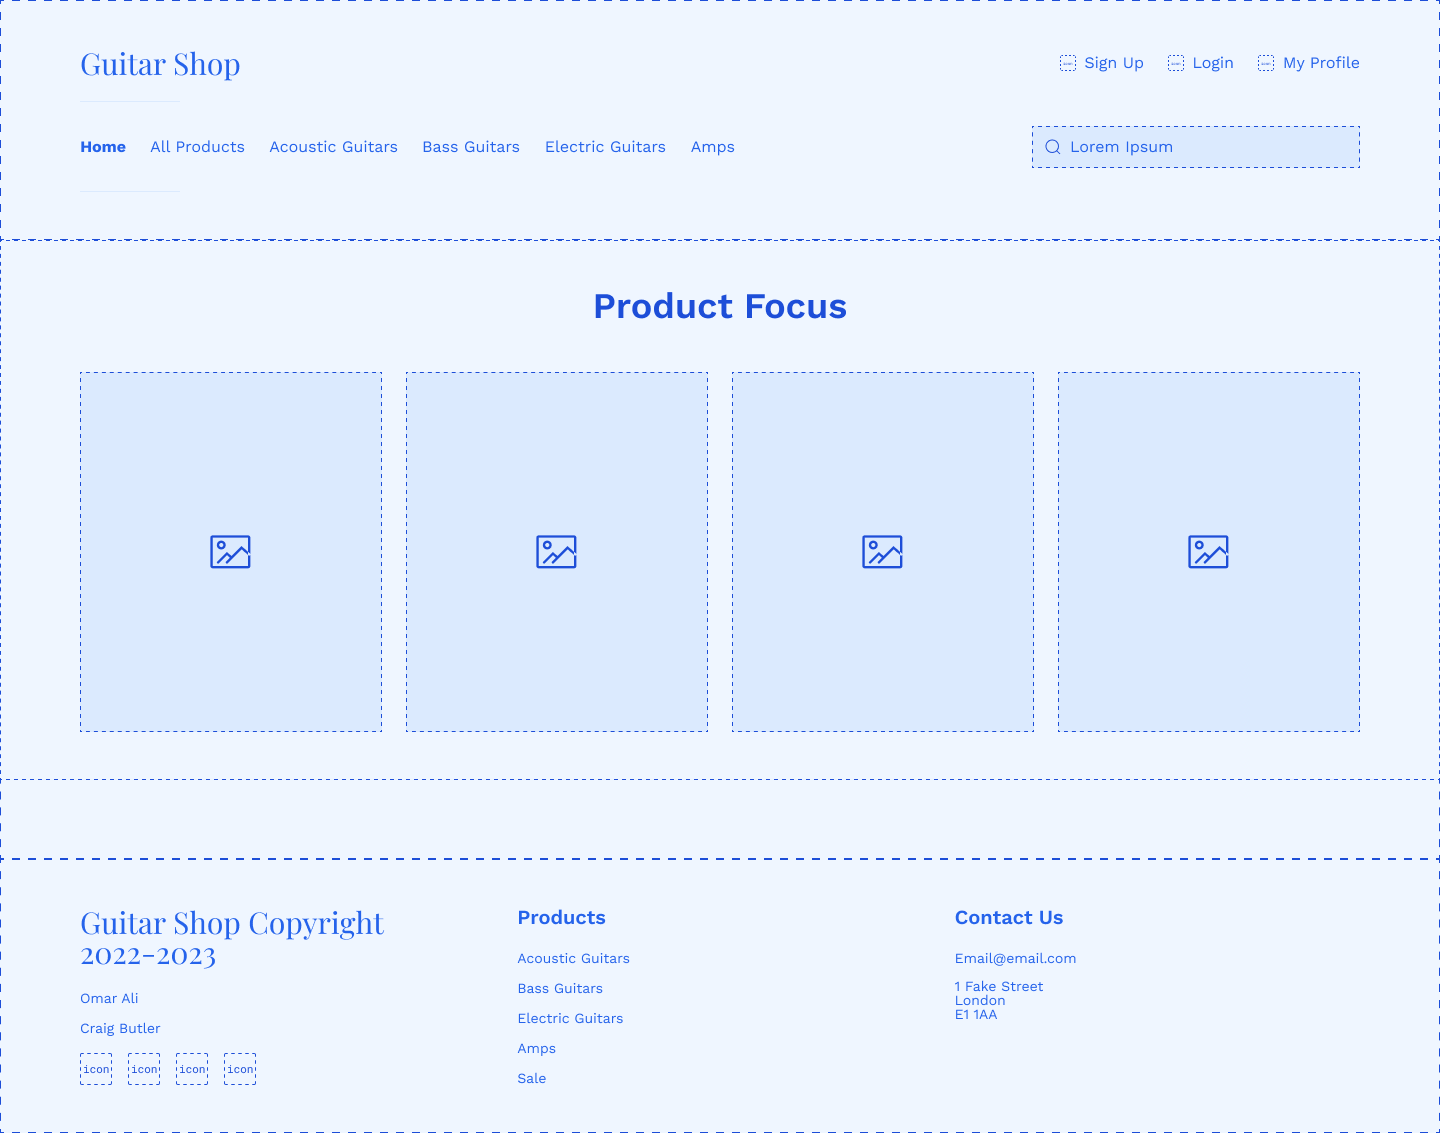 Guitar Shop
Sign Up Login My Profile
Home All Products Acoustic Guitars Bass Guitars Electric Guitars Amps
Lorem Ipsum
Product Focus
Guitar Shop Copyright
2022-2023
Omar Ali
Craig Butler
icon icon icon icon
Products
Acoustic Guitars
Bass Guitars
Electric Guitars
Amps
Sale
Contact Us
Email@email.com
1 Fake Street
London
E1 1AA